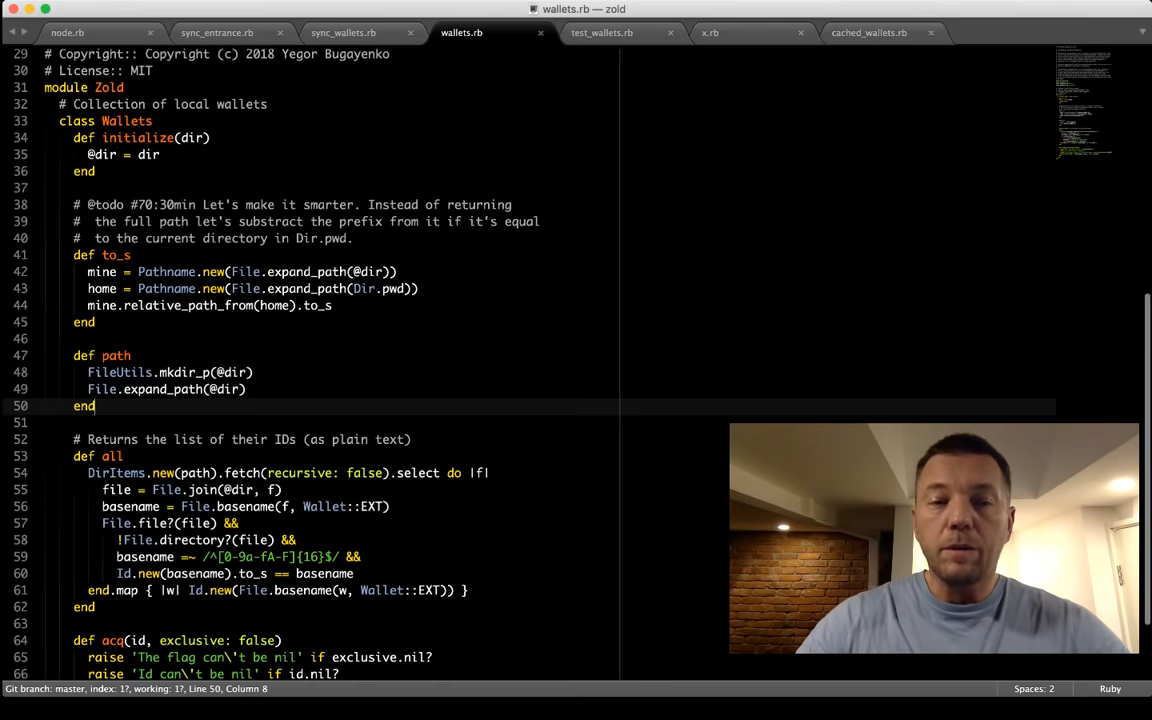 wallets.rb — zold
node.rb × sync_entrance.rb × sync_wallets.rb × wallets.rb × test_wallets.rb × x.rb × cached_wallets.rb ×
29 # Copyright:: Copyright (c) 2018 Yegor Bugayenko
30 # License:: MIT
31 module Zold
32 # Collection of local wallets
33 class Wallets
34 def initialize(dir)
35 @dir = dir
36 end
37
38 # @todo #70:30min Let's make it smarter. Instead of returning
39 # the full path let's substract the prefix from it if it's equal
40 # to the current directory in Dir.pwd.
41 def to_s
42 mine = Pathname.new(File.expand_path(@dir))
43 home = Pathname.new(File.expand_path(Dir.pwd))
44 mine.relative_path_from(home).to_s
45 end
46
47 def path
48 FileUtils.mkdir_p(@dir)
49 File.expand_path(@dir)
50 end
51
52 # Returns the list of their IDs (as plain text)
53 def all
54 DirItems.new(path).fetch(recursive: false).select do |f|
55 file = File.join(@dir, f)
56 basename = File.basename(f, Wallet::EXT)
57 File.file?(file) &&
58 !File.directory?(file) &&
59 basename =~ /^[0-9a-fA-F]{16}$/ &&
60 Id.new(basename).to_s == basename
61 end.map { |w| Id.new(File.basename(w, Wallet::EXT)) }
62 end
63
64 def acq(id, exclusive: false)
65 raise 'The flag can\'t be nil' if exclusive.nil?
66 raise 'Id can\'t be nil' if id.nil?
Git branch: master, index: 1?, working: 1?, Line 50, Column 8 Spaces: 2 Ruby